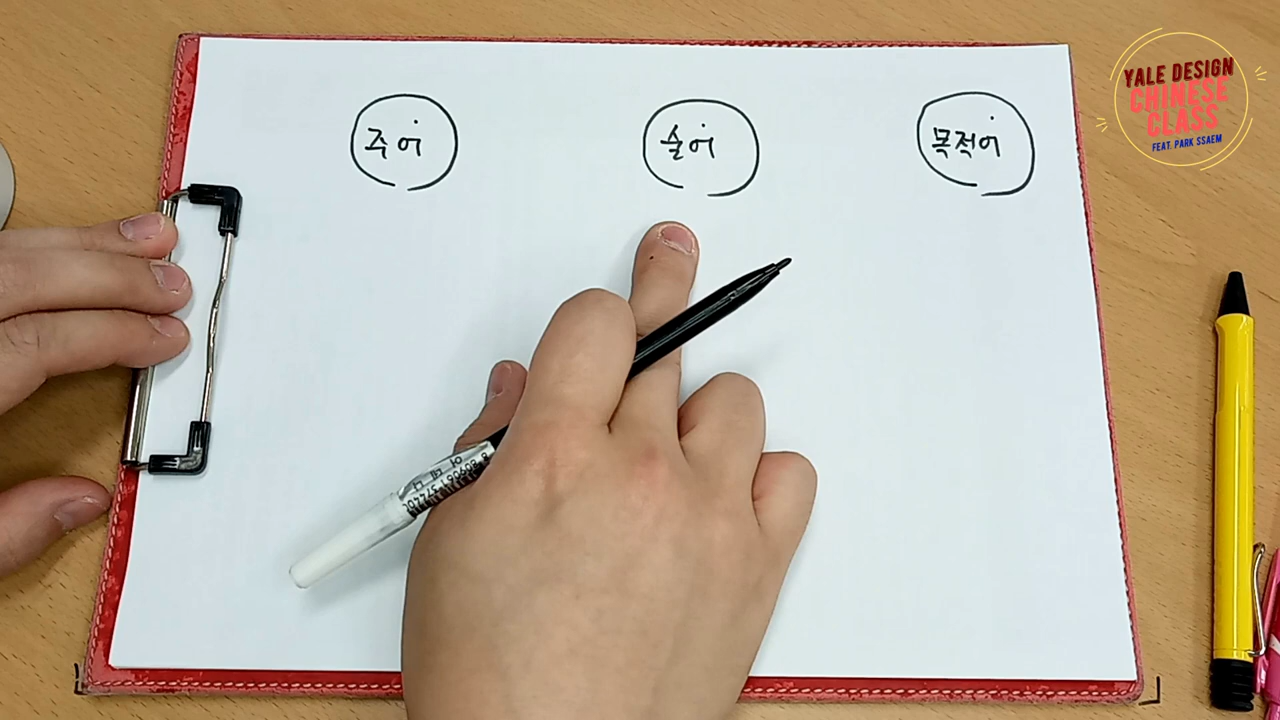 주어
술어
목적어
YALE DESIGN
CHINESE
CLASS
FEAT. PARK SSAEM